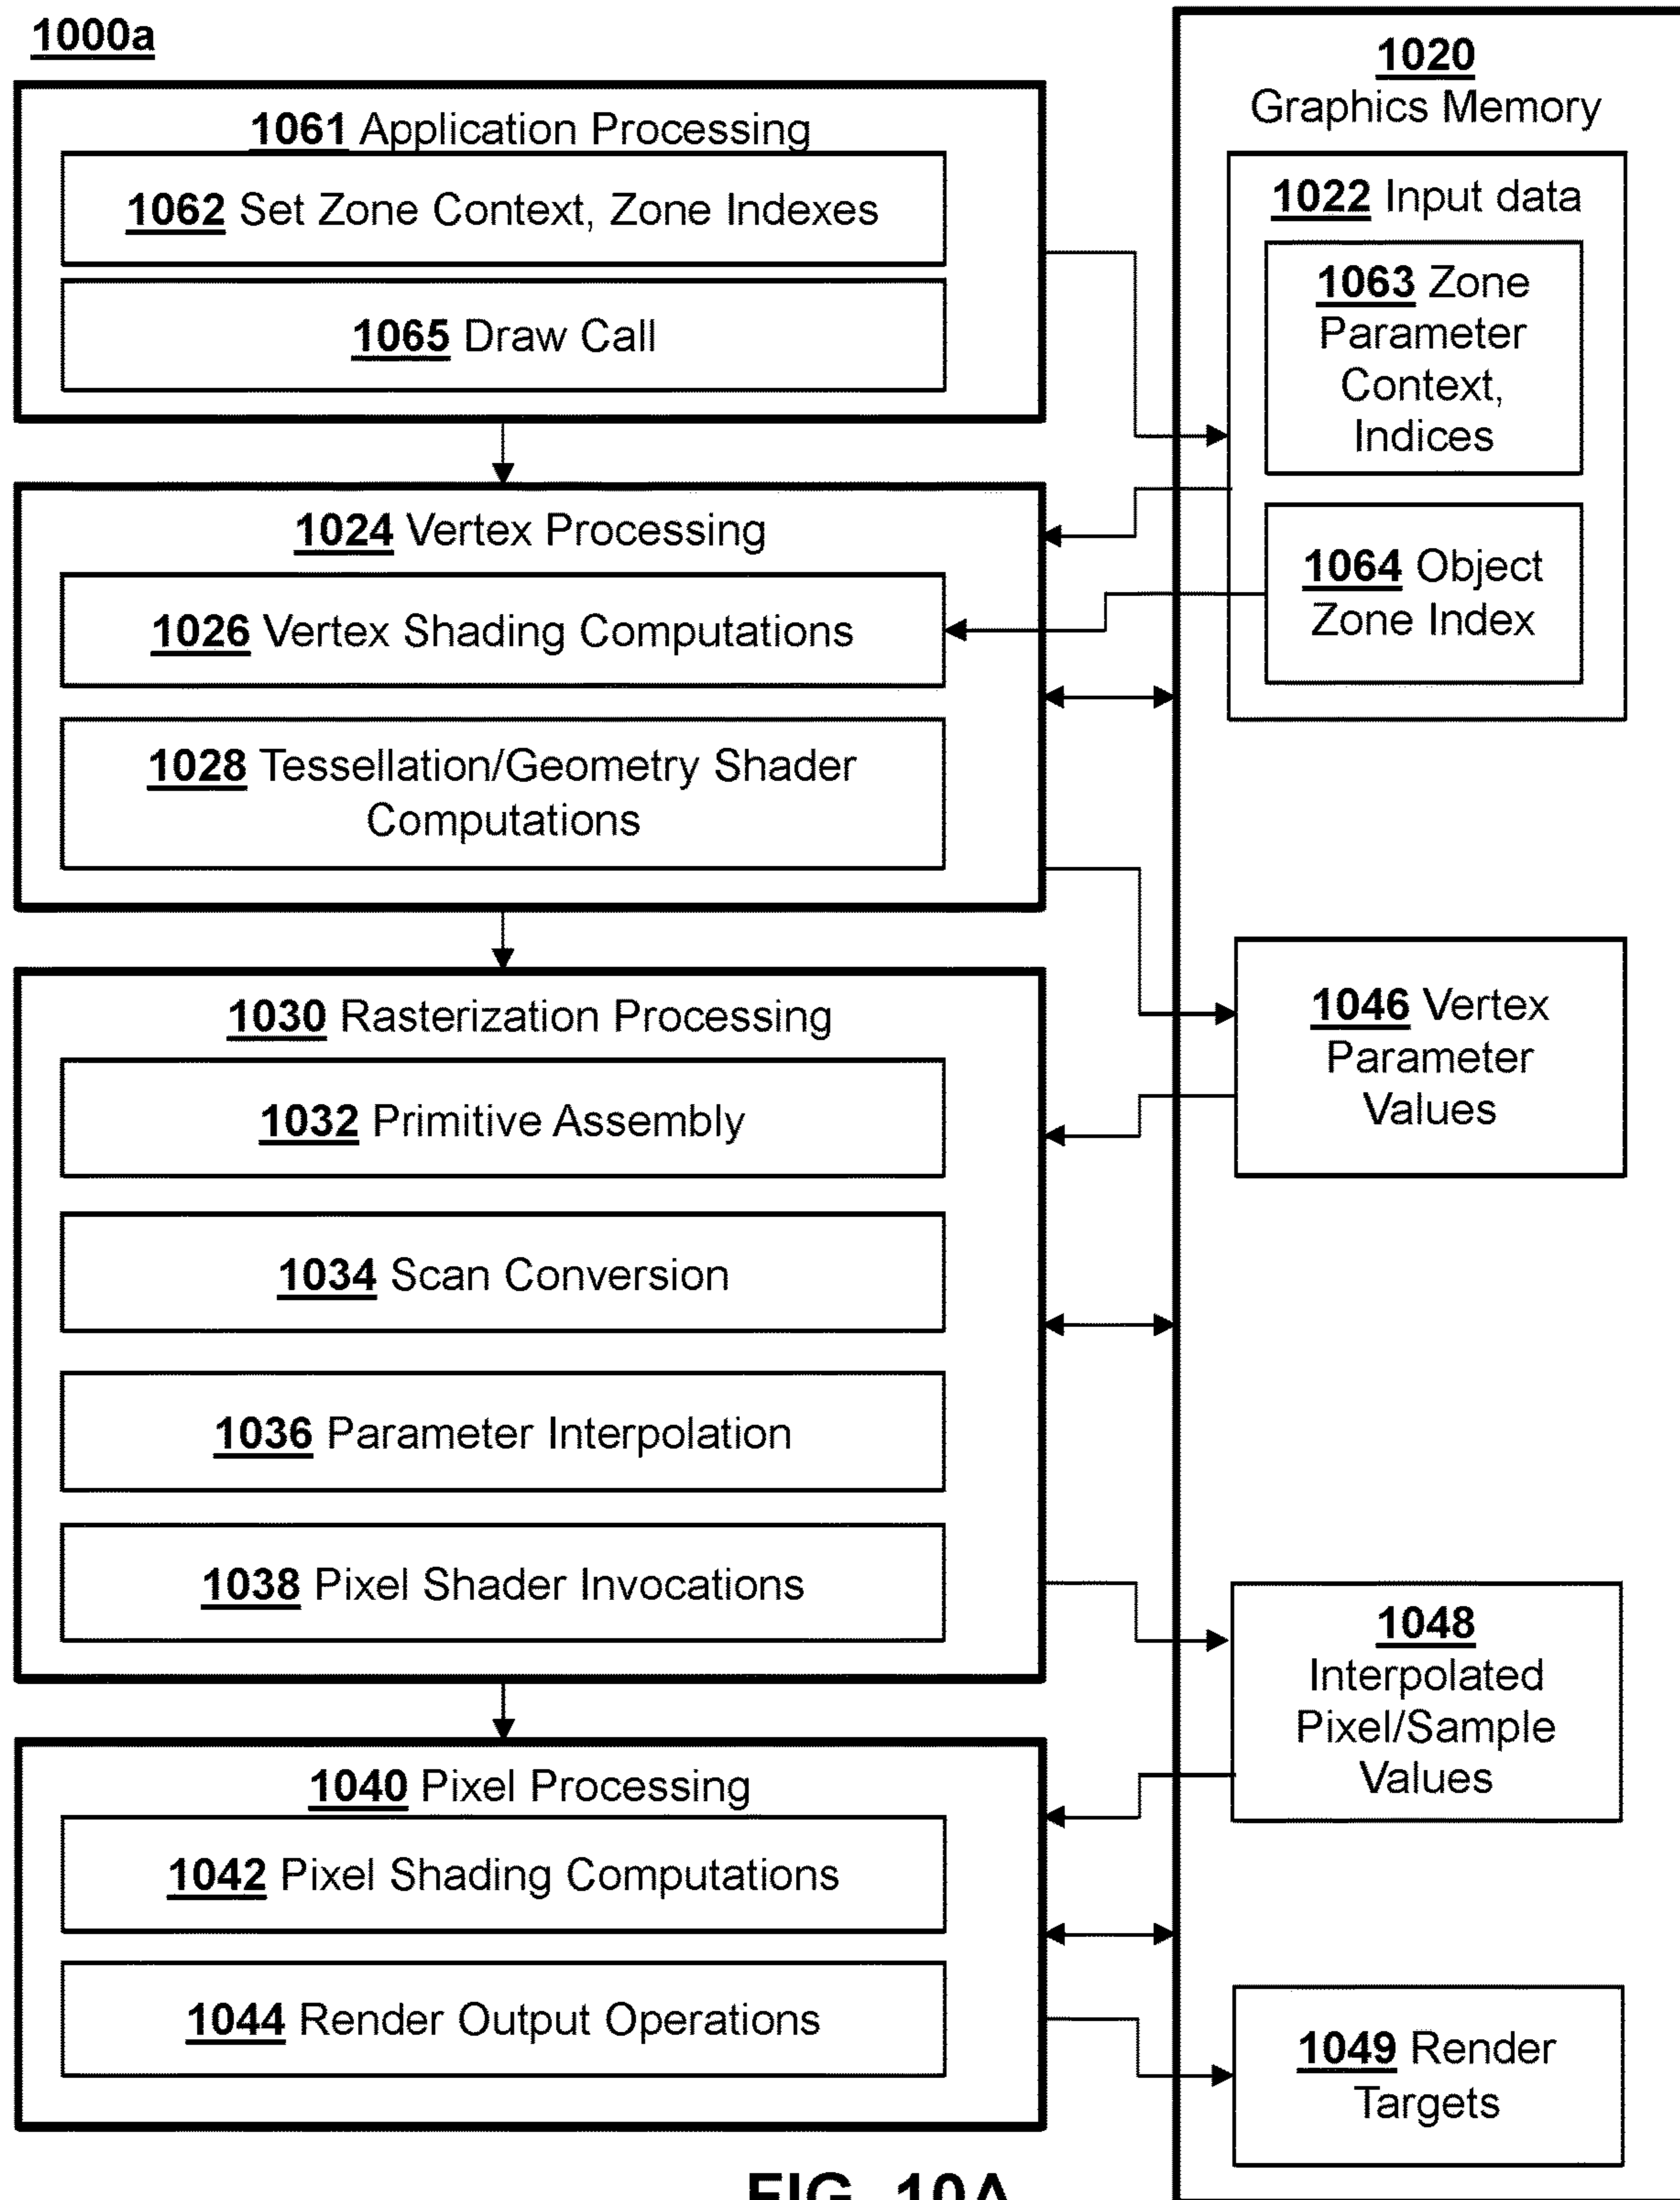 1000a
1061 Application Processing
1062 Set Zone Context, Zone Indexes
1065 Draw Call
1024 Vertex Processing
1026 Vertex Shading Computations
1028 Tessellation/Geometry Shader
Computations
1030 Rasterization Processing
1032 Primitive Assembly
1034 Scan Conversion
1036 Parameter Interpolation
1038 Pixel Shader Invocations
1040 Pixel Processing
1042 Pixel Shading Computations
1044 Render Output Operations
1020
Graphics Memory
1022 Input data
1063 Zone
Parameter
Context,
Indices
1064 Object
Zone Index
1046 Vertex
Parameter
Values
1048
Interpolated
Pixel/Sample
Values
1049 Render
Targets
FIG. 10A